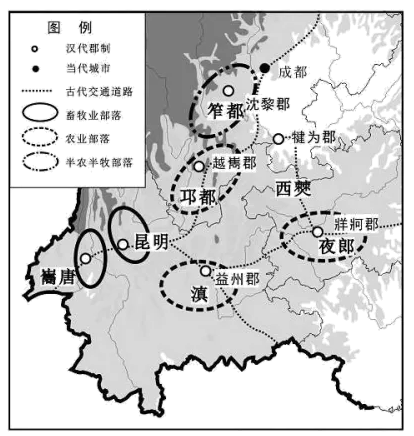 图 例
汉代郡制
当代城市
古代交通道路
畜牧业部落
农业部落
半农半牧部落
成都
笮都
沈黎郡
犍为郡
越嶲郡
西僰
邛都
牂牁郡
昆明
夜郎
嶲唐
益州郡
滇